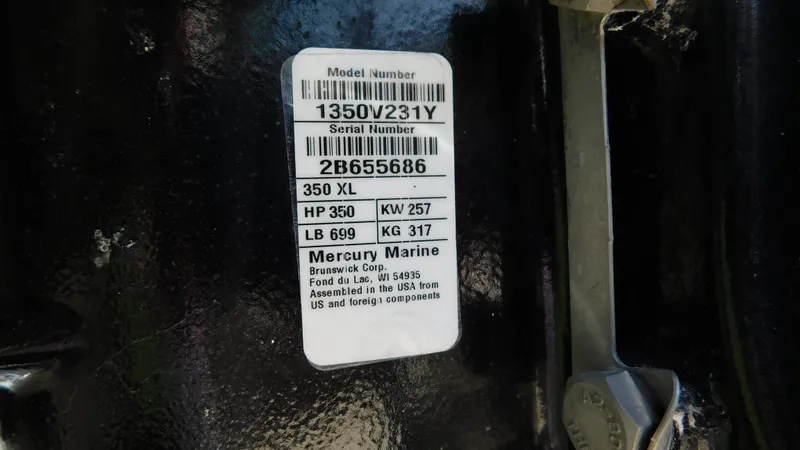 Model Number
1350V231Y
Serial Number
2B655686
350 XL
HP 350 KW 257
LB 699 KG 317
Mercury Marine
Brunswick Corp.
Fond du Lac, WI 54935
Assembled in the USA from
US and foreign components